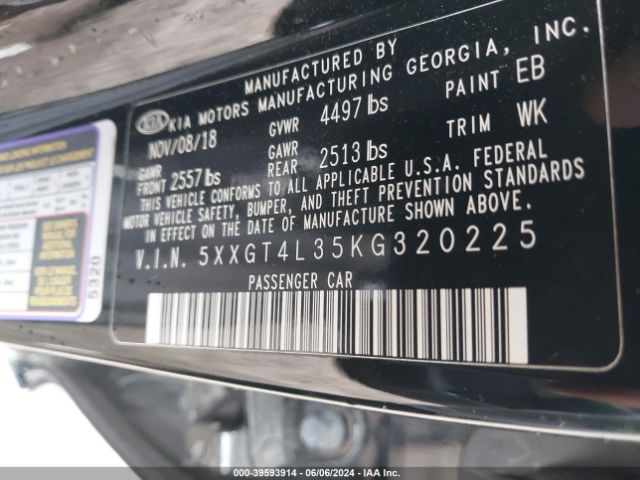 MANUFACTURED BY
KIA KIA MOTORS MANUFACTURING GEORGIA, INC.
NOV/08/18 GVWR 4497 lbs PAINT EB
GAWR FRONT 2557 lbs GAWR REAR 2513 lbs TRIM WK
THIS VEHICLE CONFORMS TO ALL APPLICABLE U.S.A. FEDERAL
MOTOR VEHICLE SAFETY, BUMPER, AND THEFT PREVENTION STANDARDS
IN EFFECT ON THE DATE OF MANUFACTURE SHOWN ABOVE.
V.I.N. 5XXGT4L35KG320225
PASSENGER CAR
5320
000-39593914 - 06/06/2024 - IAA Inc.